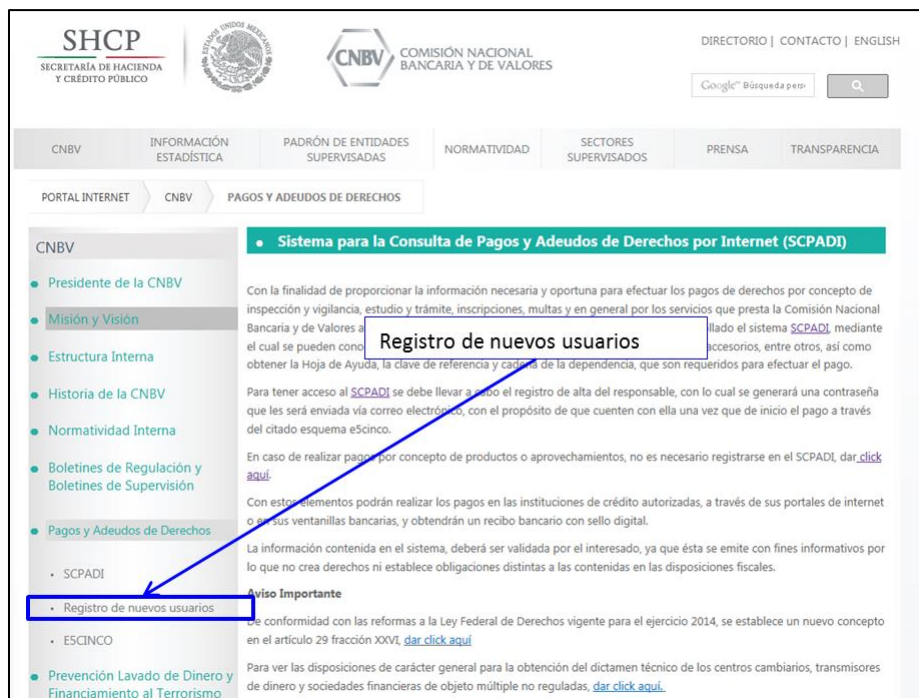 SHCP
SECRETARÍA DE HACIENDA
Y CRÉDITO PÚBLICO
ESTADOS UNIDOS MEXICANOS
CNBV
COMISIÓN NACIONAL
BANCARIA Y DE VALORES
DIRECTORIO | CONTACTO | ENGLISH
Google™ Búsqueda pers
CNBV
INFORMACIÓN
ESTADÍSTICA
PADRÓN DE ENTIDADES
SUPERVISADAS
NORMATIVIDAD
SECTORES
SUPERVISADOS
PRENSA
TRANSPARENCIA
PORTAL INTERNET
CNBV
PAGOS Y ADEUDOS DE DERECHOS
CNBV
Presidente de la CNBV
Misión y Visión
Estructura Interna
Historia de la CNBV
Normatividad Interna
Boletines de Regulación y
Boletines de Supervisión
Pagos y Adeudos de Derechos
SCPADI
Registro de nuevos usuarios
E5CINCO
Prevención Lavado de Dinero y
Financiamiento al Terrorismo
Sistema para la Consulta de Pagos y Adeudos de Derechos por Internet (SCPADI)
Con la finalidad de proporcionar la información necesaria y oportuna para efectuar los pagos de derechos por concepto de
inspección y vigilancia, estudio y trámite, inscripciones, multas y en general por los servicios que presta la Comisión Nacional
Bancaria y de Valores a llado el sistema SCPADI, mediante
el cual se pueden cono accesorios, entre otros, así como
obtener la Hoja de Ayuda, la clave de referencia y cadena de la dependencia, que son requeridos para efectuar el pago.
Registro de nuevos usuarios
Para tener acceso al SCPADI se debe llevar a cabo el registro de alta del responsable, con lo cual se generará una contraseña
que les será enviada vía correo electrónico, con el propósito de que cuenten con ella una vez que de inicio el pago a través
del citado esquema e5cinco.
En caso de realizar pagos por concepto de productos o aprovechamientos, no es necesario registrarse en el SCPADI, dar click
aquí.
Con estos elementos podrán realizar los pagos en las instituciones de crédito autorizadas, a través de sus portales de internet
o en sus ventanillas bancarias, y obtendrán un recibo bancario con sello digital.
La información contenida en el sistema, deberá ser validada por el interesado, ya que ésta se emite con fines informativos por
lo que no crea derechos ni establece obligaciones distintas a las contenidas en las disposiciones fiscales.
Aviso Importante
De conformidad con las reformas a la Ley Federal de Derechos vigente para el ejercicio 2014, se establece un nuevo concepto
en el artículo 29 fracción XXVI, dar click aquí
Para ver las disposiciones de carácter general para la obtención del dictamen técnico de los centros cambiarios, transmisores
de dinero y sociedades financieras de objeto múltiple no reguladas, dar click aquí.